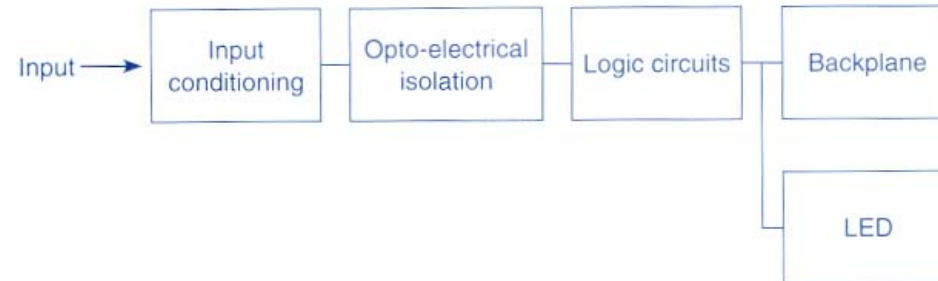 Input
Input
conditioning
Opto-electrical
isolation
Logic circuits
Backplane
LED